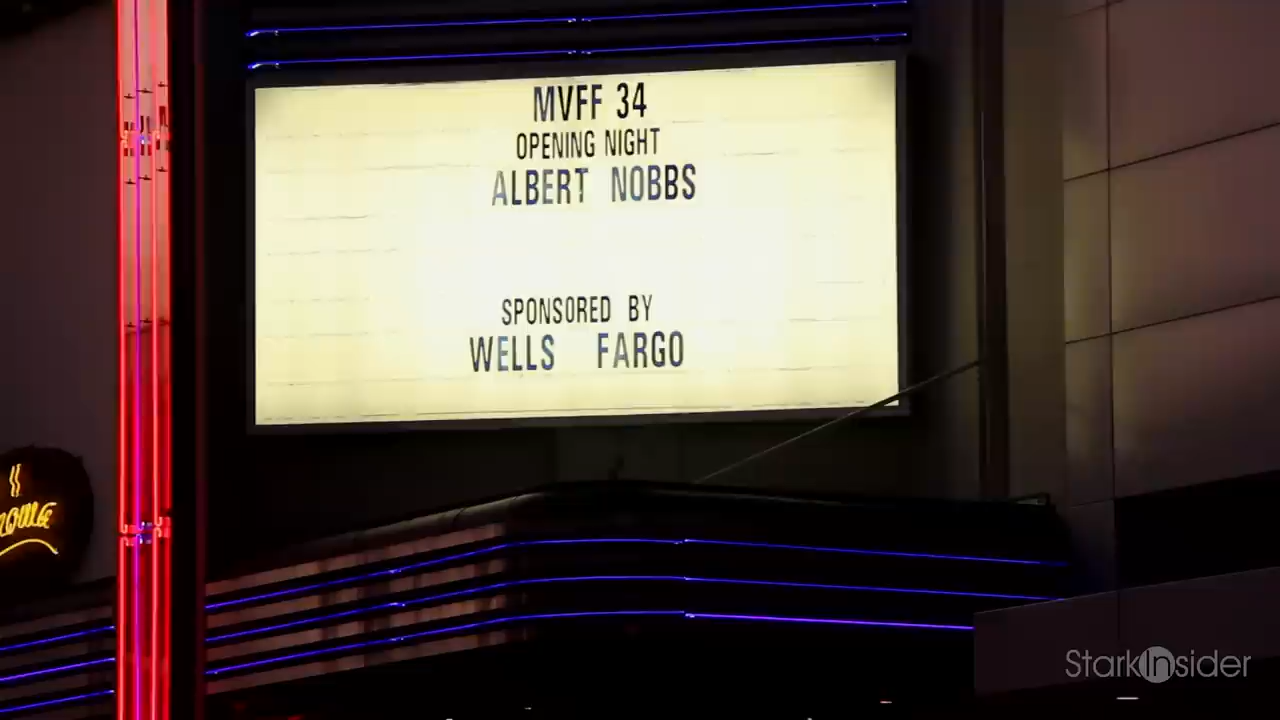 MVFF 34
OPENING NIGHT
ALBERT NOBBS
SPONSORED BY
WELLS FARGO
StarkInsider